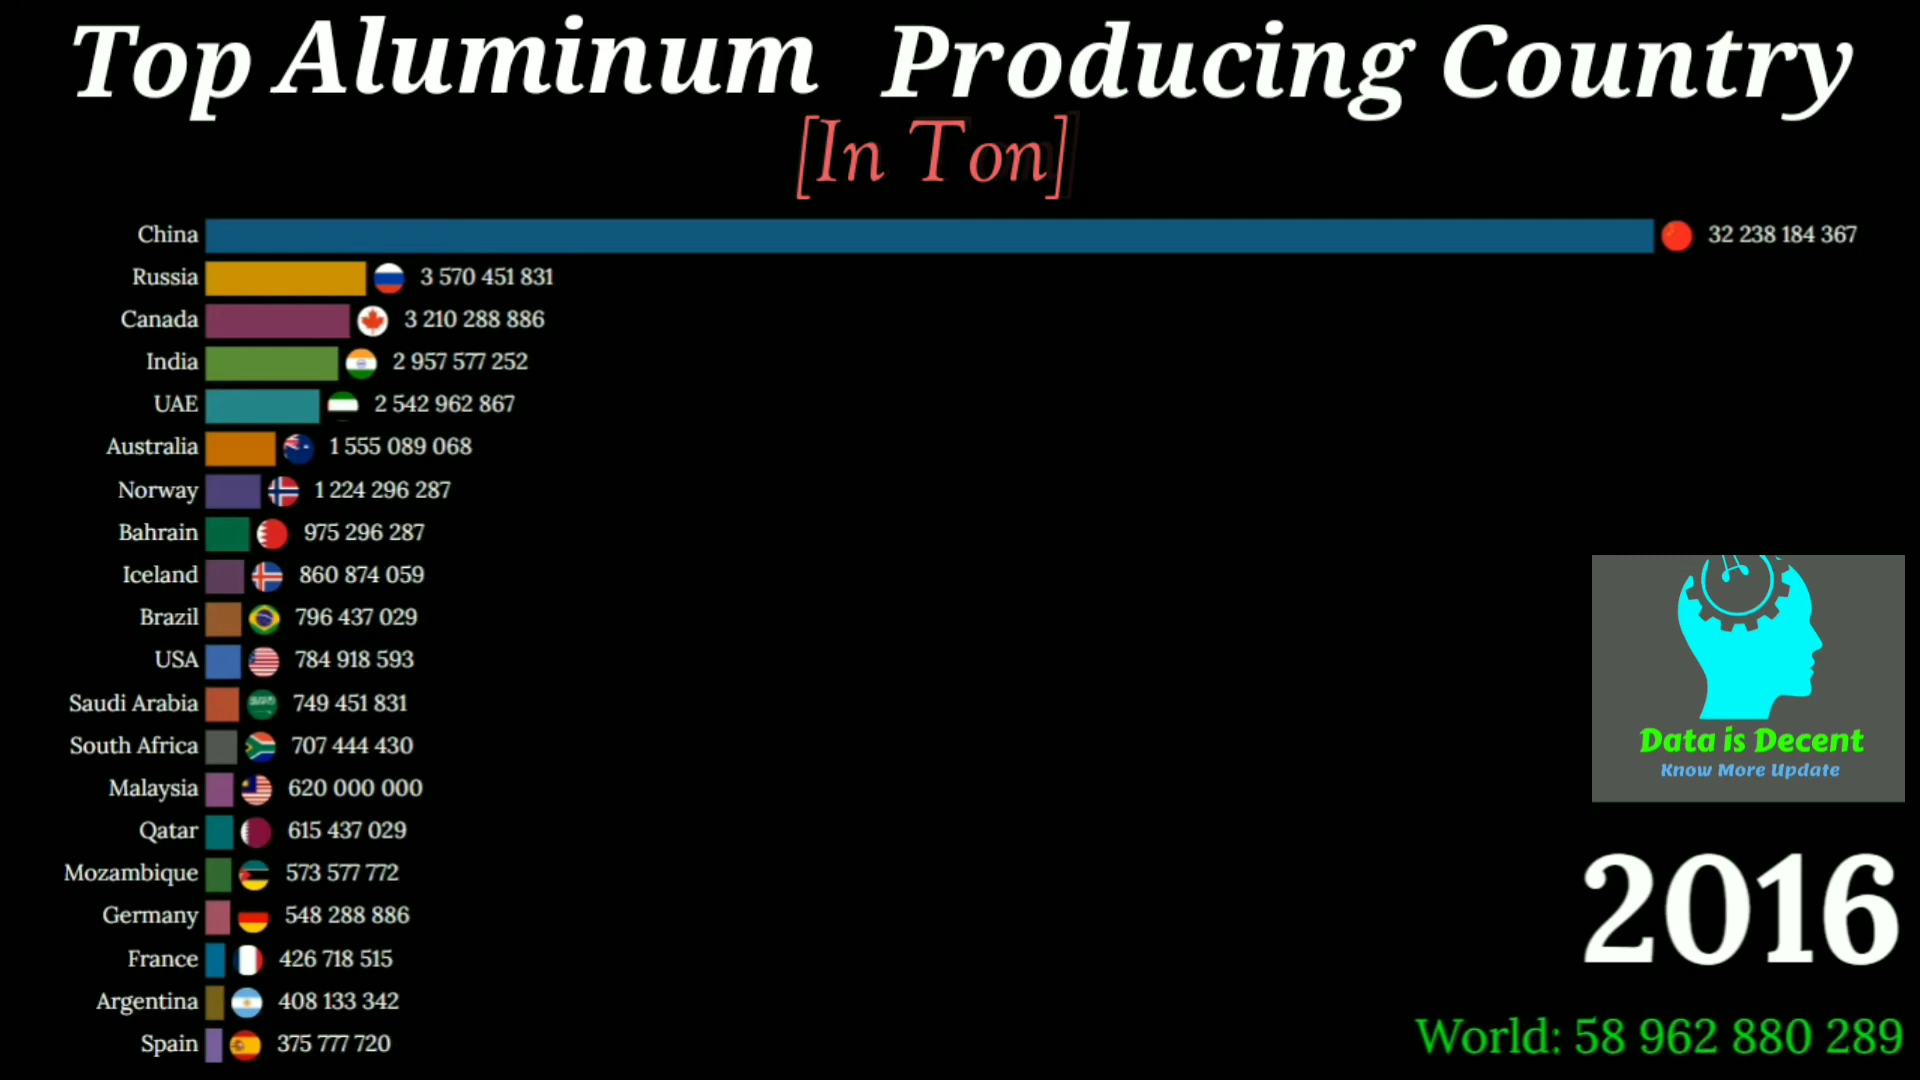 Top Aluminum Producing Country
[In Ton]
China 32 238 184 367
Russia 3 570 451 831
Canada 3 210 288 886
India 2 957 577 252
UAE 2 542 962 867
Australia 1 555 089 068
Norway 1 224 296 287
Bahrain 975 296 287
Iceland 860 874 059
Brazil 796 437 029
USA 784 918 593
Saudi Arabia 749 451 831
South Africa 707 444 430
Malaysia 620 000 000
Qatar 615 437 029
Mozambique 573 577 772
Germany 548 288 886
France 426 718 515
Argentina 408 133 342
Spain 375 777 720
Data is Decent
Know More Update
2016
World: 58 962 880 289